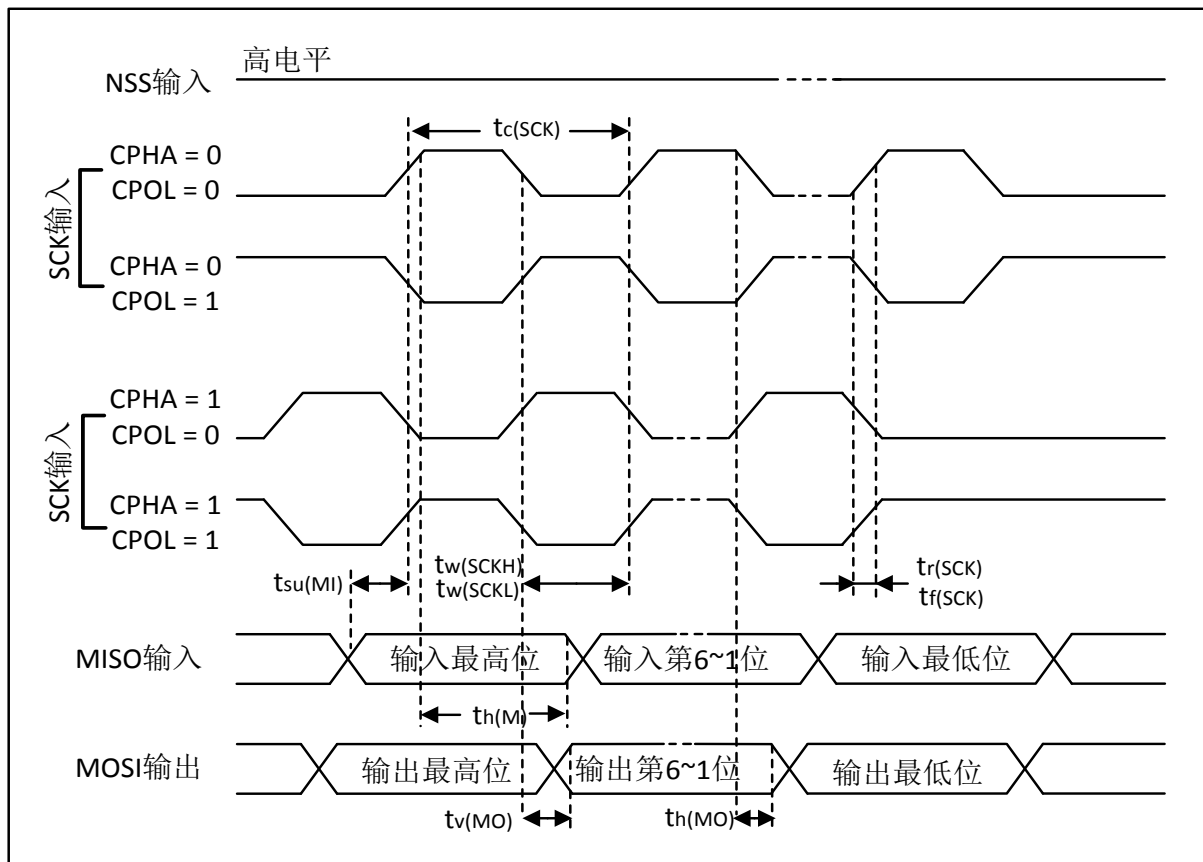 高电平
NSS输入
tc(SCK)
CPHA = 0
CPOL = 0
SCK输入
CPHA = 0
CPOL = 1
CPHA = 1
CPOL = 0
SCK输入
CPHA = 1
CPOL = 1
tsu(MI)
tw(SCKH)
tw(SCKL)
tr(SCK)
tf(SCK)
MISO输入
输入最高位
输入第6~1位
输入最低位
th(M)
MOSI输出
输出最高位
输出第6~1位
输出最低位
tv(MO)
th(MO)